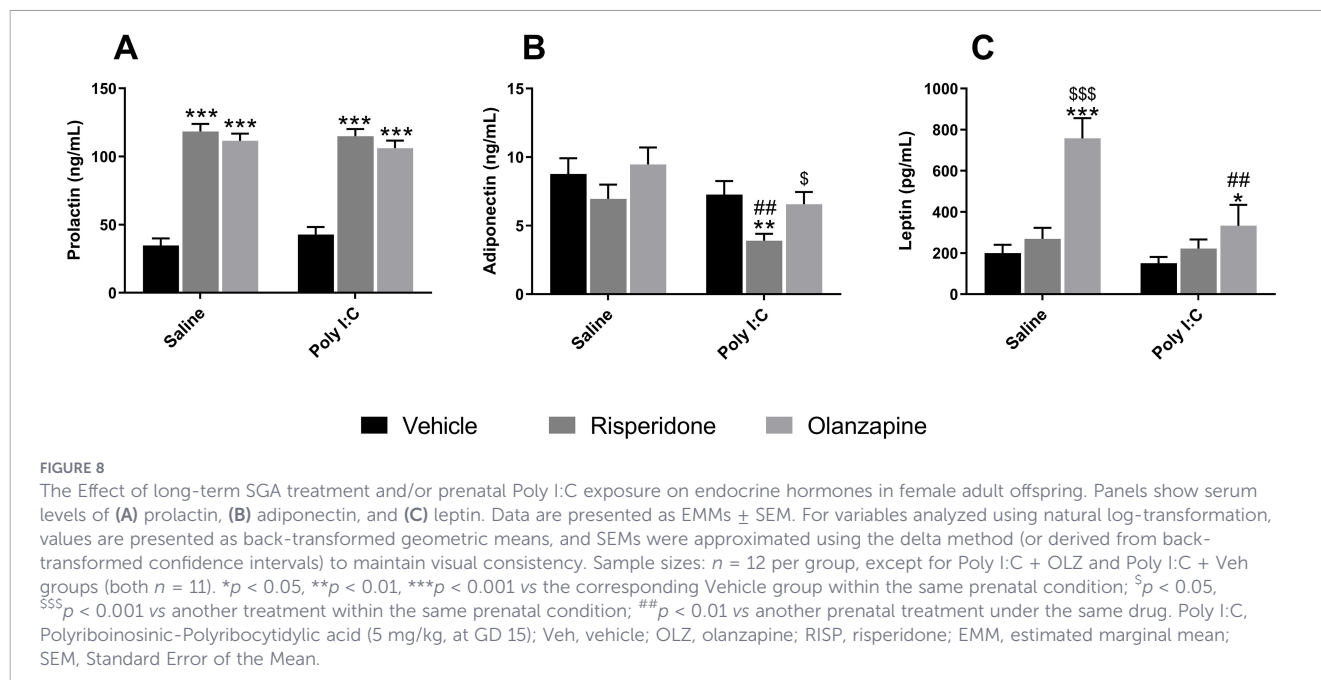 A
B
C
Prolactin (ng/mL)
150
100
50
0
***
***
***
***
Saline
Poly I:C
Adiponectin (ng/mL)
15
10
5
0
##
**
$
Saline
Poly I:C
Leptin (pg/mL)
1000
800
600
400
200
0
$$$
***
##
*
Saline
Poly I:C
Vehicle Risperidone Olanzapine
FIGURE 8
The Effect of long-term SGA treatment and/or prenatal Poly I:C exposure on endocrine hormones in female adult offspring. Panels show serum
levels of (A) prolactin, (B) adiponectin, and (C) leptin. Data are presented as EMMs ± SEM. For variables analyzed using natural log-transformation,
values are presented as back-transformed geometric means, and SEMs were approximated using the delta method (or derived from back-
transformed confidence intervals) to maintain visual consistency. Sample sizes: n = 12 per group, except for Poly I:C + OLZ and Poly I:C + Veh
groups (both n = 11). *p < 0.05, **p < 0.01, ***p < 0.001 vs the corresponding Vehicle group within the same prenatal condition; $p < 0.05,
$$$p < 0.001 vs another treatment within the same prenatal condition; ##p < 0.01 vs another prenatal treatment under the same drug. Poly I:C,
Polyriboinosinic-Polyribocytidylic acid (5 mg/kg, at GD 15); Veh, vehicle; OLZ, olanzapine; RISP, risperidone; EMM, estimated marginal mean;
SEM, Standard Error of the Mean.